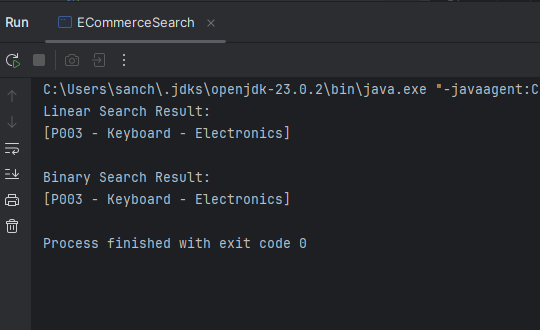 Run
ECommerceSearch
C:\Users\sanch\.jdks\openjdk-23.0.2\bin\java.exe "-javaagent:C
Linear Search Result:
[P003 - Keyboard - Electronics]
Binary Search Result:
[P003 - Keyboard - Electronics]
Process finished with exit code 0